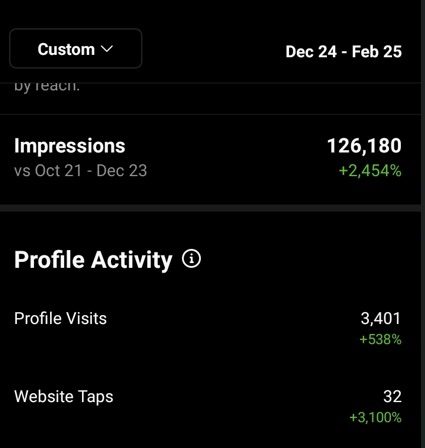 Custom
Dec 24 - Feb 25
by reach.
Impressions
126,180
vs Oct 21 - Dec 23
+2,454%
Profile Activity
Profile Visits
3,401
+538%
Website Taps
32
+3,100%